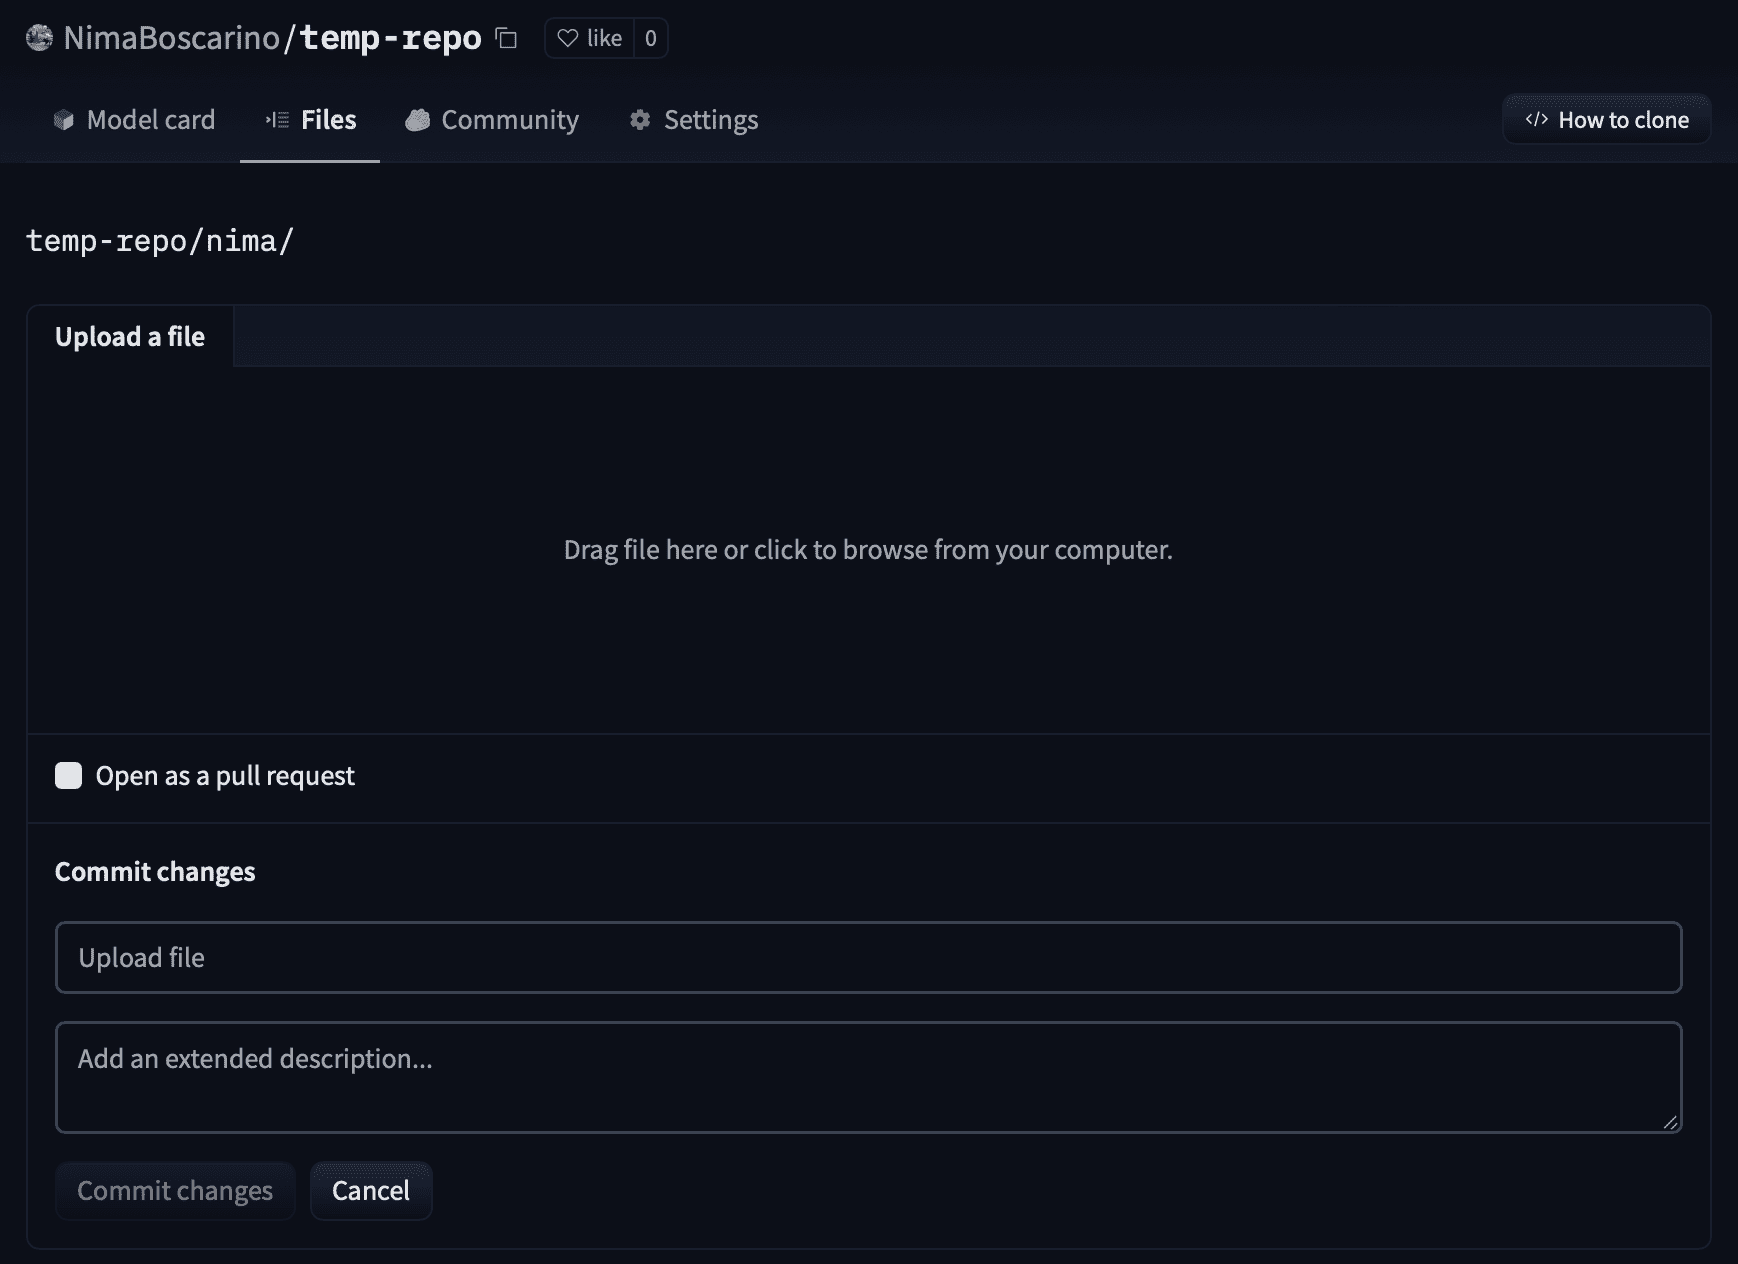 NimaBoscarino/temp-repo like 0
Model card Files Community Settings </> How to clone
temp-repo/nima/
Upload a file
Drag file here or click to browse from your computer.
Open as a pull request
Commit changes
Upload file
Add an extended description...
Commit changes Cancel